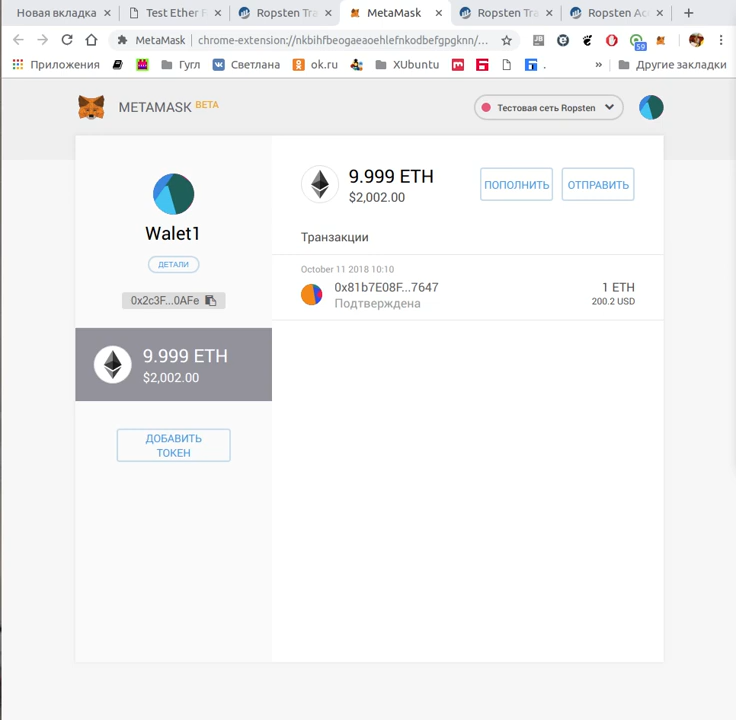 Новая вкладка
Test Ether F
Ropsten Tra
MetaMask
Ropsten Tra
Ropsten Acc
MetaMask
chrome-extension://nkbihfbeogaeaoehlefnkodbefgpgknn/...
59
Приложения
Гугл
Светлана
ok.ru
XUbuntu
.
»
Другие закладки
METAMASK BETA
Тестовая сеть Ropsten
Walet1
ДЕТАЛИ
0x2c3F...0AFe
9.999 ETH
$2,002.00
ДОБАВИТЬ
ТОКЕН
9.999 ETH
$2,002.00
ПОПОЛНИТЬ
ОТПРАВИТЬ
Транзакции
October 11 2018 10:10
0x81b7E08F...7647
1 ETH
Подтверждена
200.2 USD